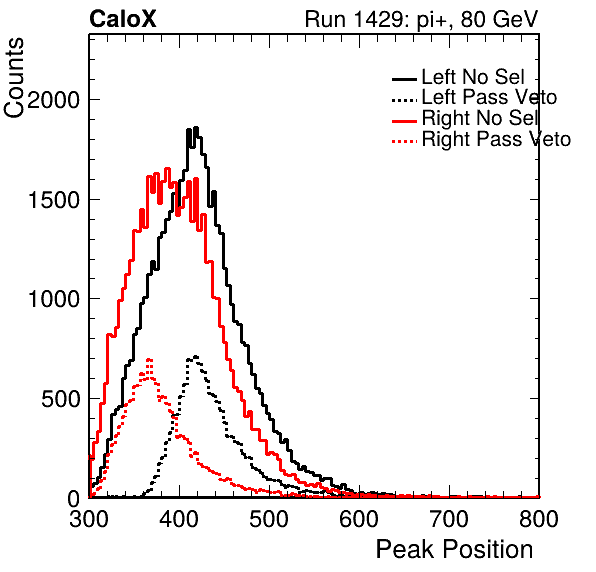 CaloX Run 1429: pi+, 80 GeV
Counts
Left No Sel
Left Pass Veto
Right No Sel
Right Pass Veto
2000
1500
1000
500
0
300 400 500 600 700 800
Peak Position